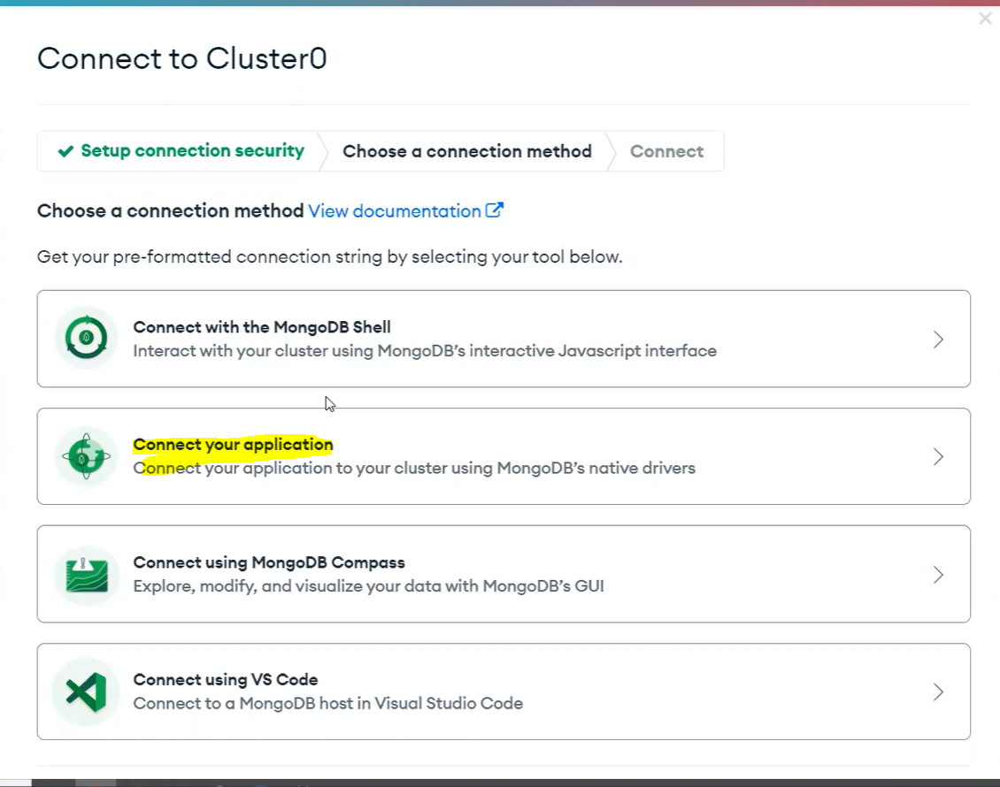 Connect to Cluster0
Setup connection security
Choose a connection method
Connect
Choose a connection method View documentation
Get your pre-formatted connection string by selecting your tool below.
Connect with the MongoDB Shell
Interact with your cluster using MongoDB's interactive Javascript interface
Connect your application
Connect your application to your cluster using MongoDB's native drivers
Connect using MongoDB Compass
Explore, modify, and visualize your data with MongoDB's GUI
Connect using VS Code
Connect to a MongoDB host in Visual Studio Code